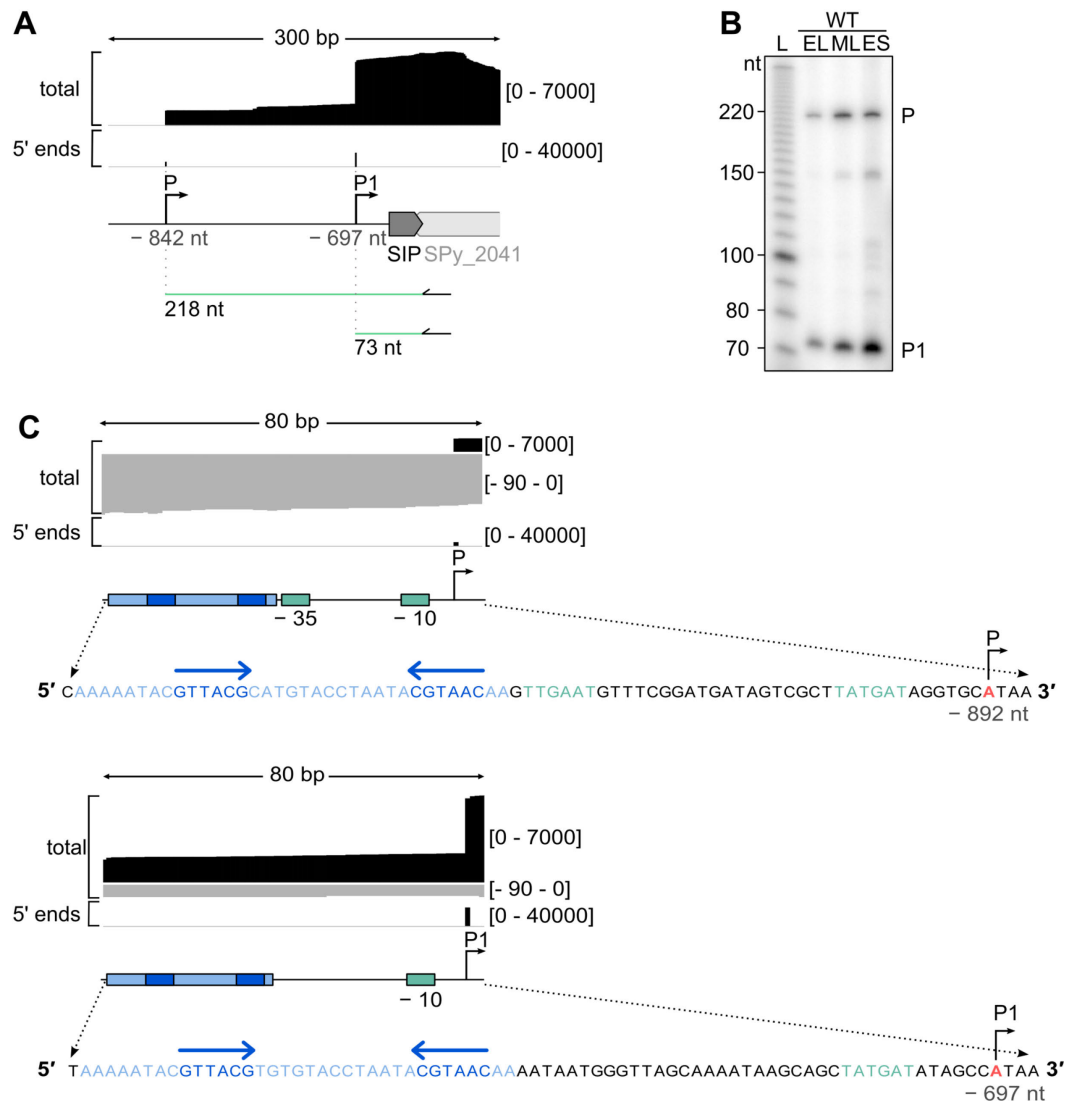 A
300 bp
total
[0 - 7000]
5' ends
[0 - 40000]
P
P1
− 842 nt
− 697 nt
SIP
SPy_2041
218 nt
73 nt
B
WT
L EL ML ES
nt
220
P
150
100
80
70
P1
C
80 bp
[0 - 7000]
total
[- 90 - 0]
5' ends
[0 - 40000]
P
− 35
− 10
P
5′ CAAAAATACGTTACGCATGTACCTAATACGTAACAAGTTGAATGTTTCGGATGATAGTCGCTTATGATAGGTGCATAA 3′
− 892 nt
80 bp
[0 - 7000]
total
[- 90 - 0]
5' ends
[0 - 40000]
P1
− 10
P1
5′ TAAAAATACGTTACGTGTGTACCTAATACGTAACAAAATAATGGGTTAGCAAAATAAGCAGCTATGATATAGCCATAA 3′
− 697 nt